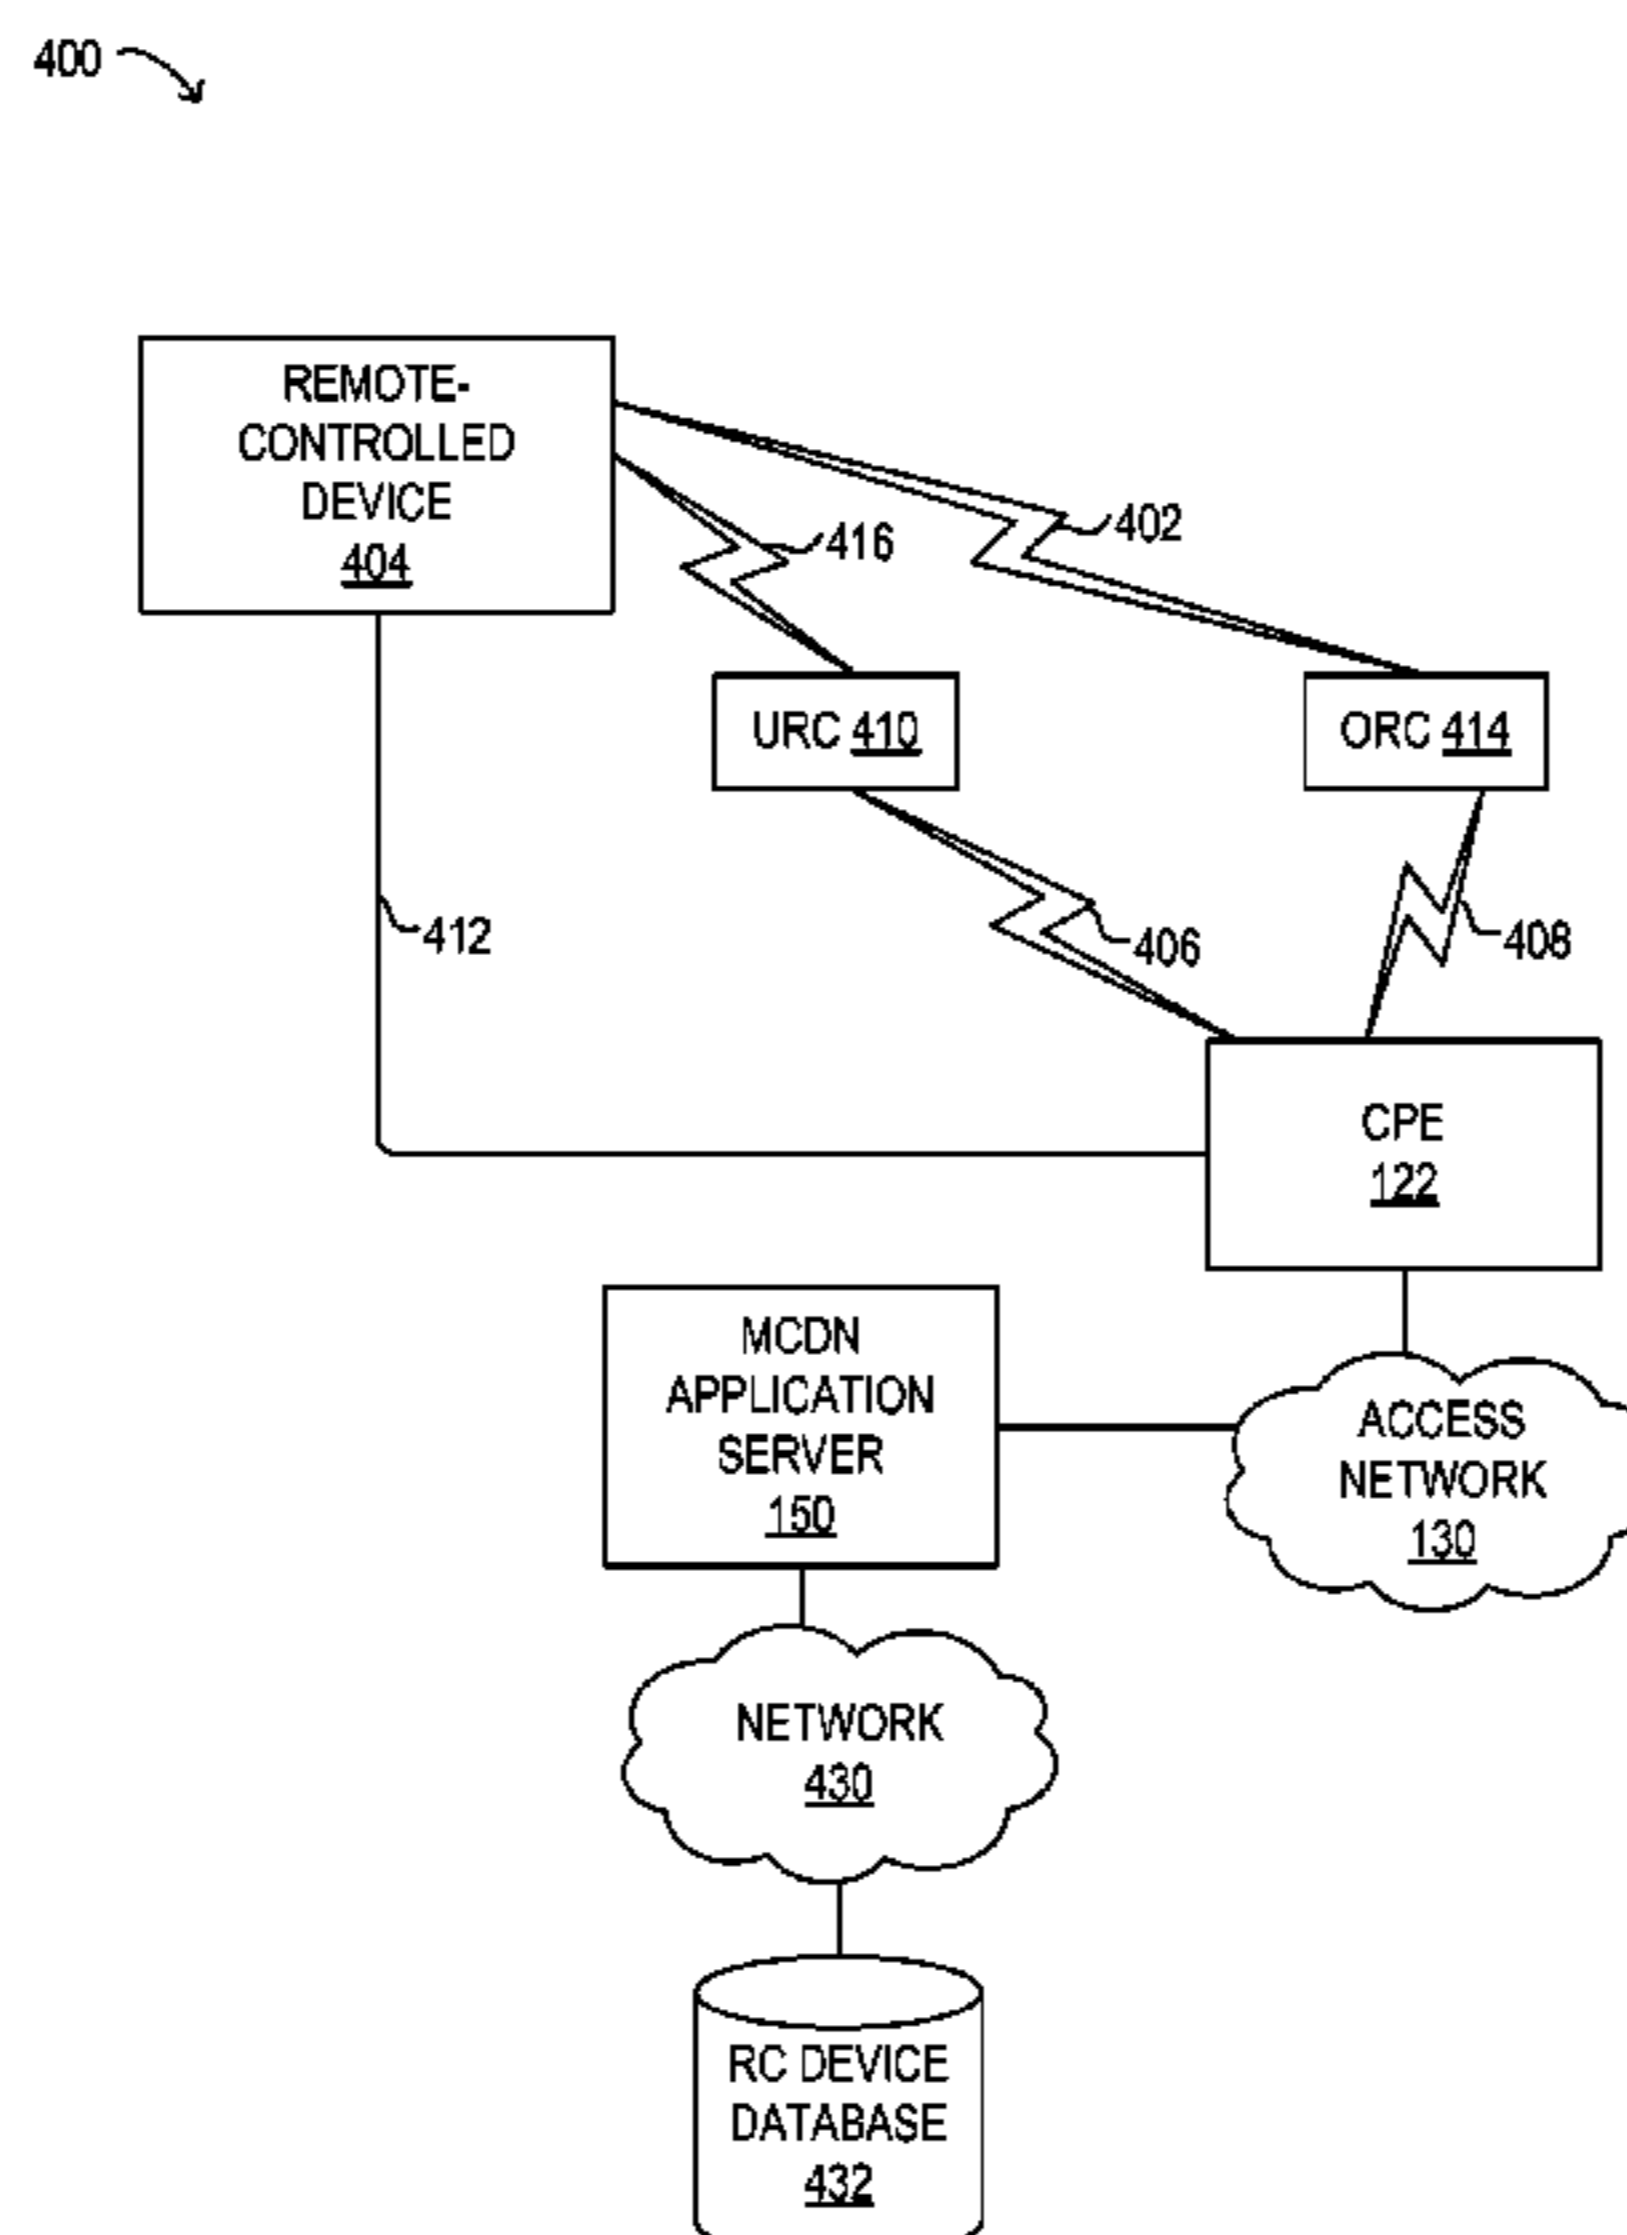 400
REMOTE-
CONTROLLED
DEVICE
404
402
416
URC 410
ORC 414
412
406
408
CPE
122
MCDN
APPLICATION
SERVER
150
ACCESS
NETWORK
130
NETWORK
430
RC DEVICE
DATABASE
432